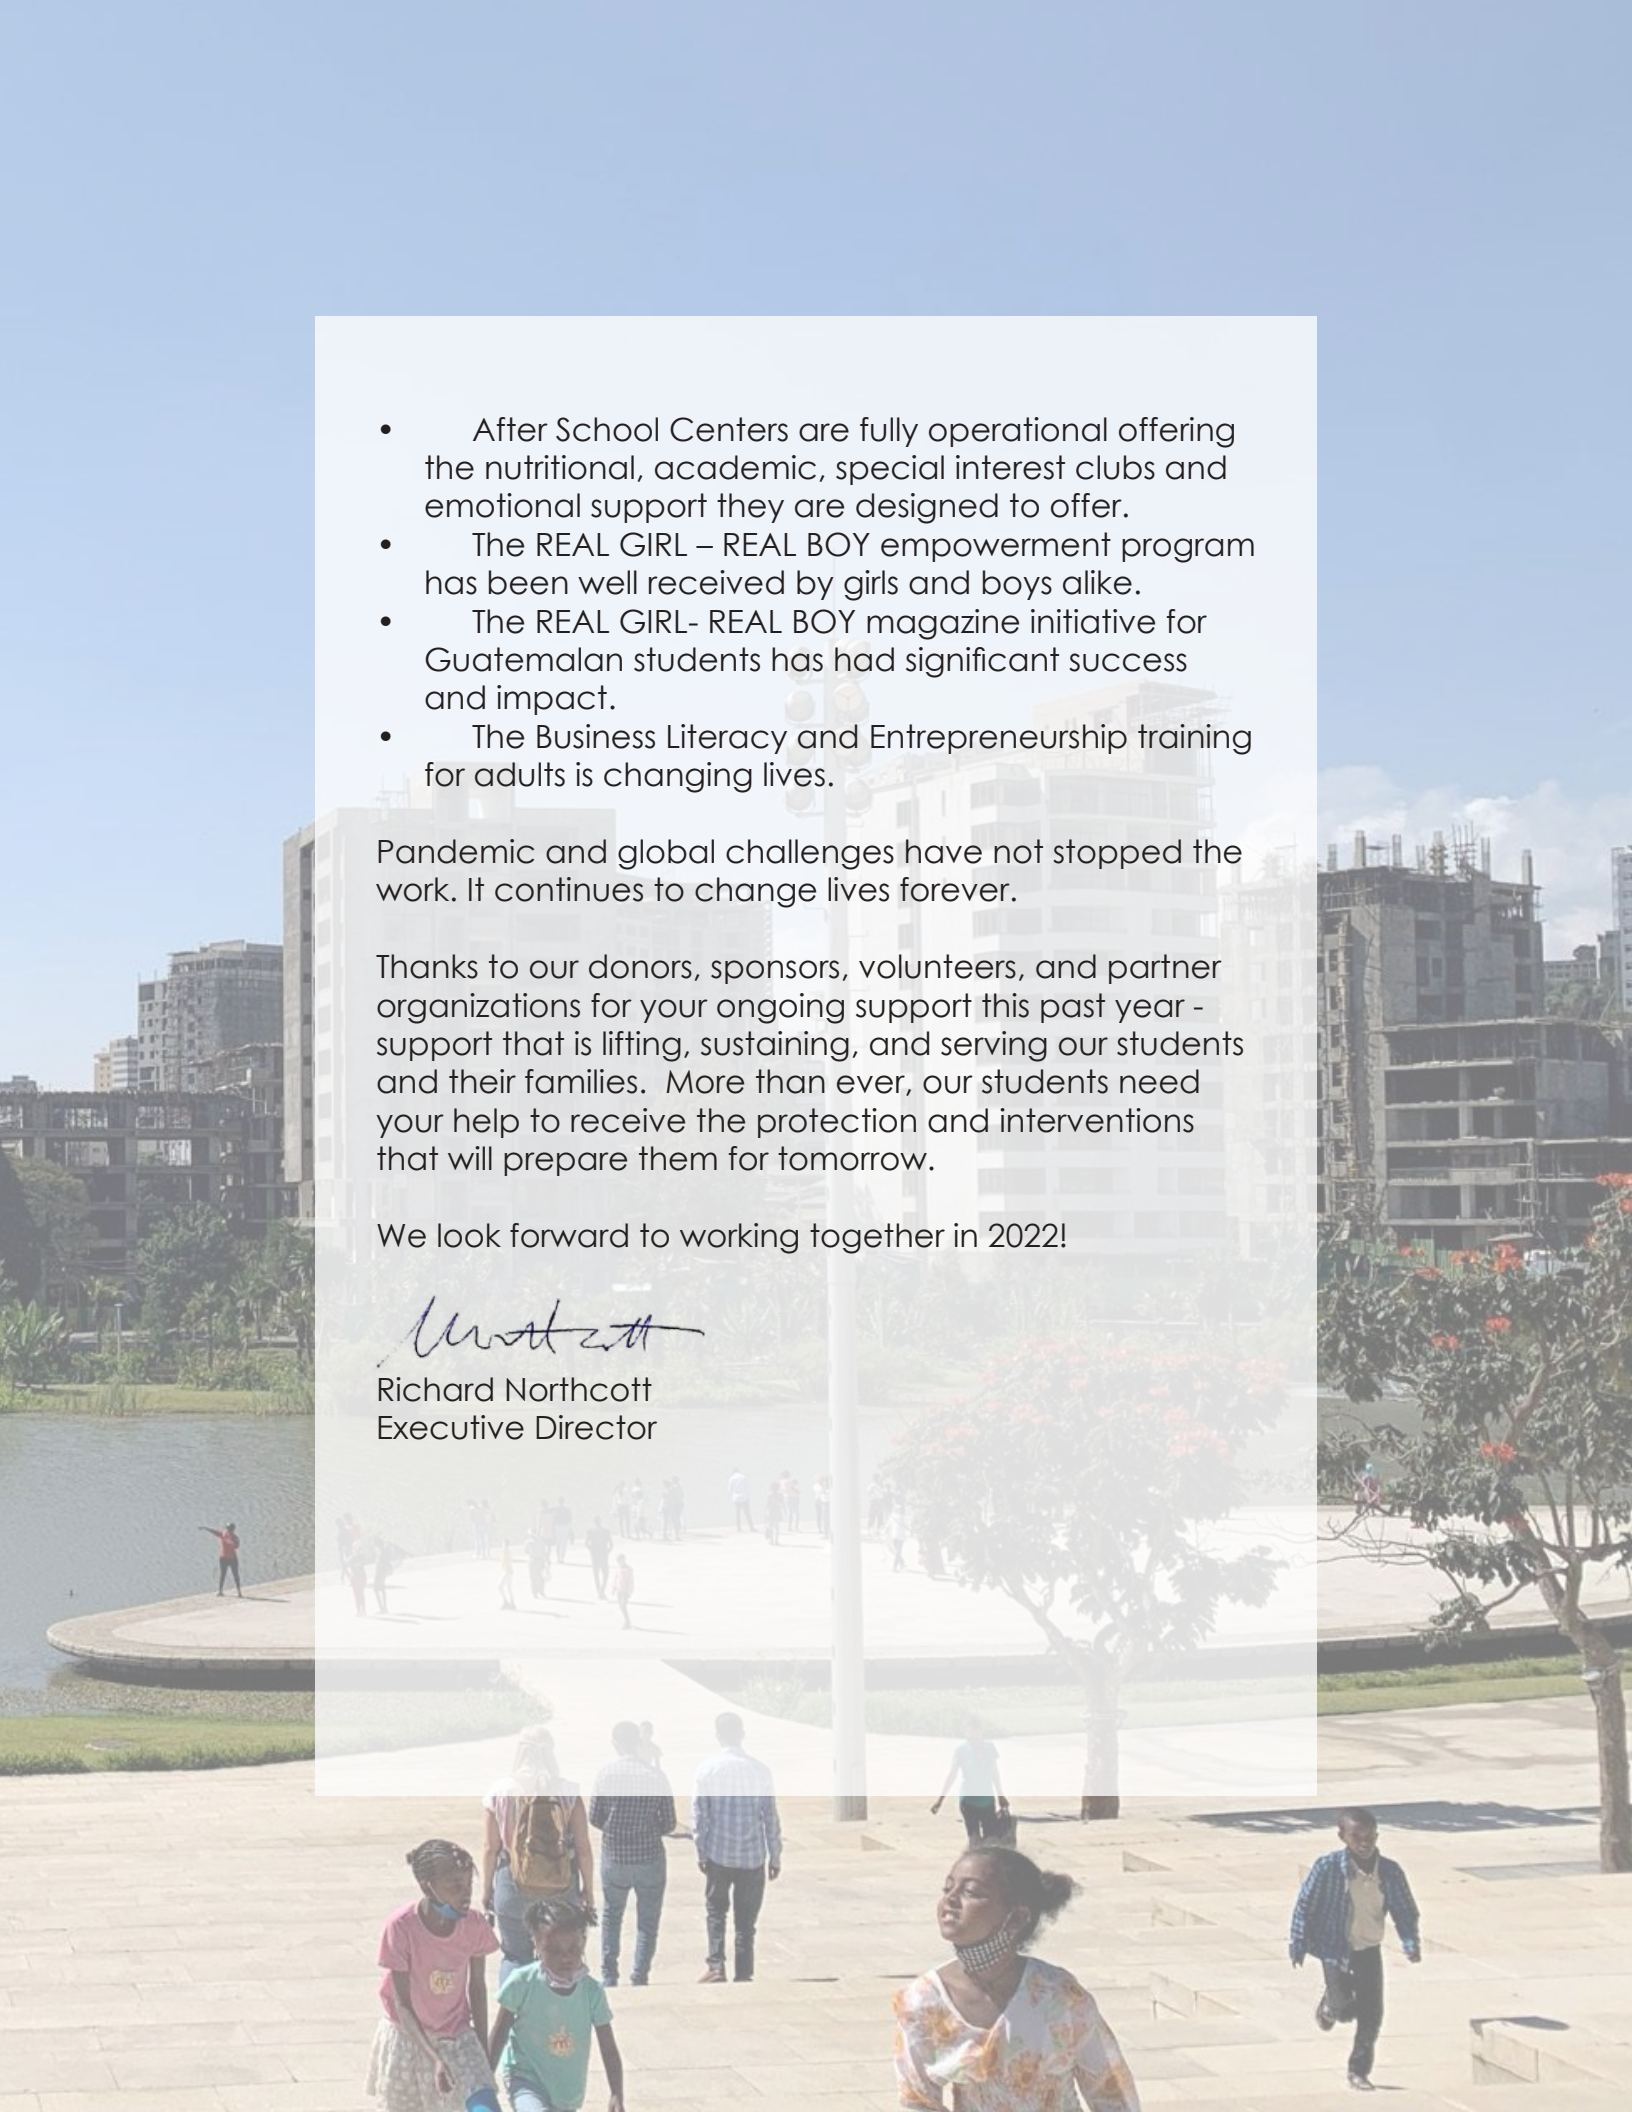 • After School Centers are fully operational offering
the nutritional, academic, special interest clubs and
emotional support they are designed to offer.
• The REAL GIRL – REAL BOY empowerment program
has been well received by girls and boys alike.
• The REAL GIRL- REAL BOY magazine initiative for
Guatemalan students has had significant success
and impact.
• The Business Literacy and Entrepreneurship training
for adults is changing lives.
Pandemic and global challenges have not stopped the
work. It continues to change lives forever.
Thanks to our donors, sponsors, volunteers, and partner
organizations for your ongoing support this past year -
support that is lifting, sustaining, and serving our students
and their families.  More than ever, our students need
your help to receive the protection and interventions
that will prepare them for tomorrow.
We look forward to working together in 2022!
Northcott
Richard Northcott
Executive Director